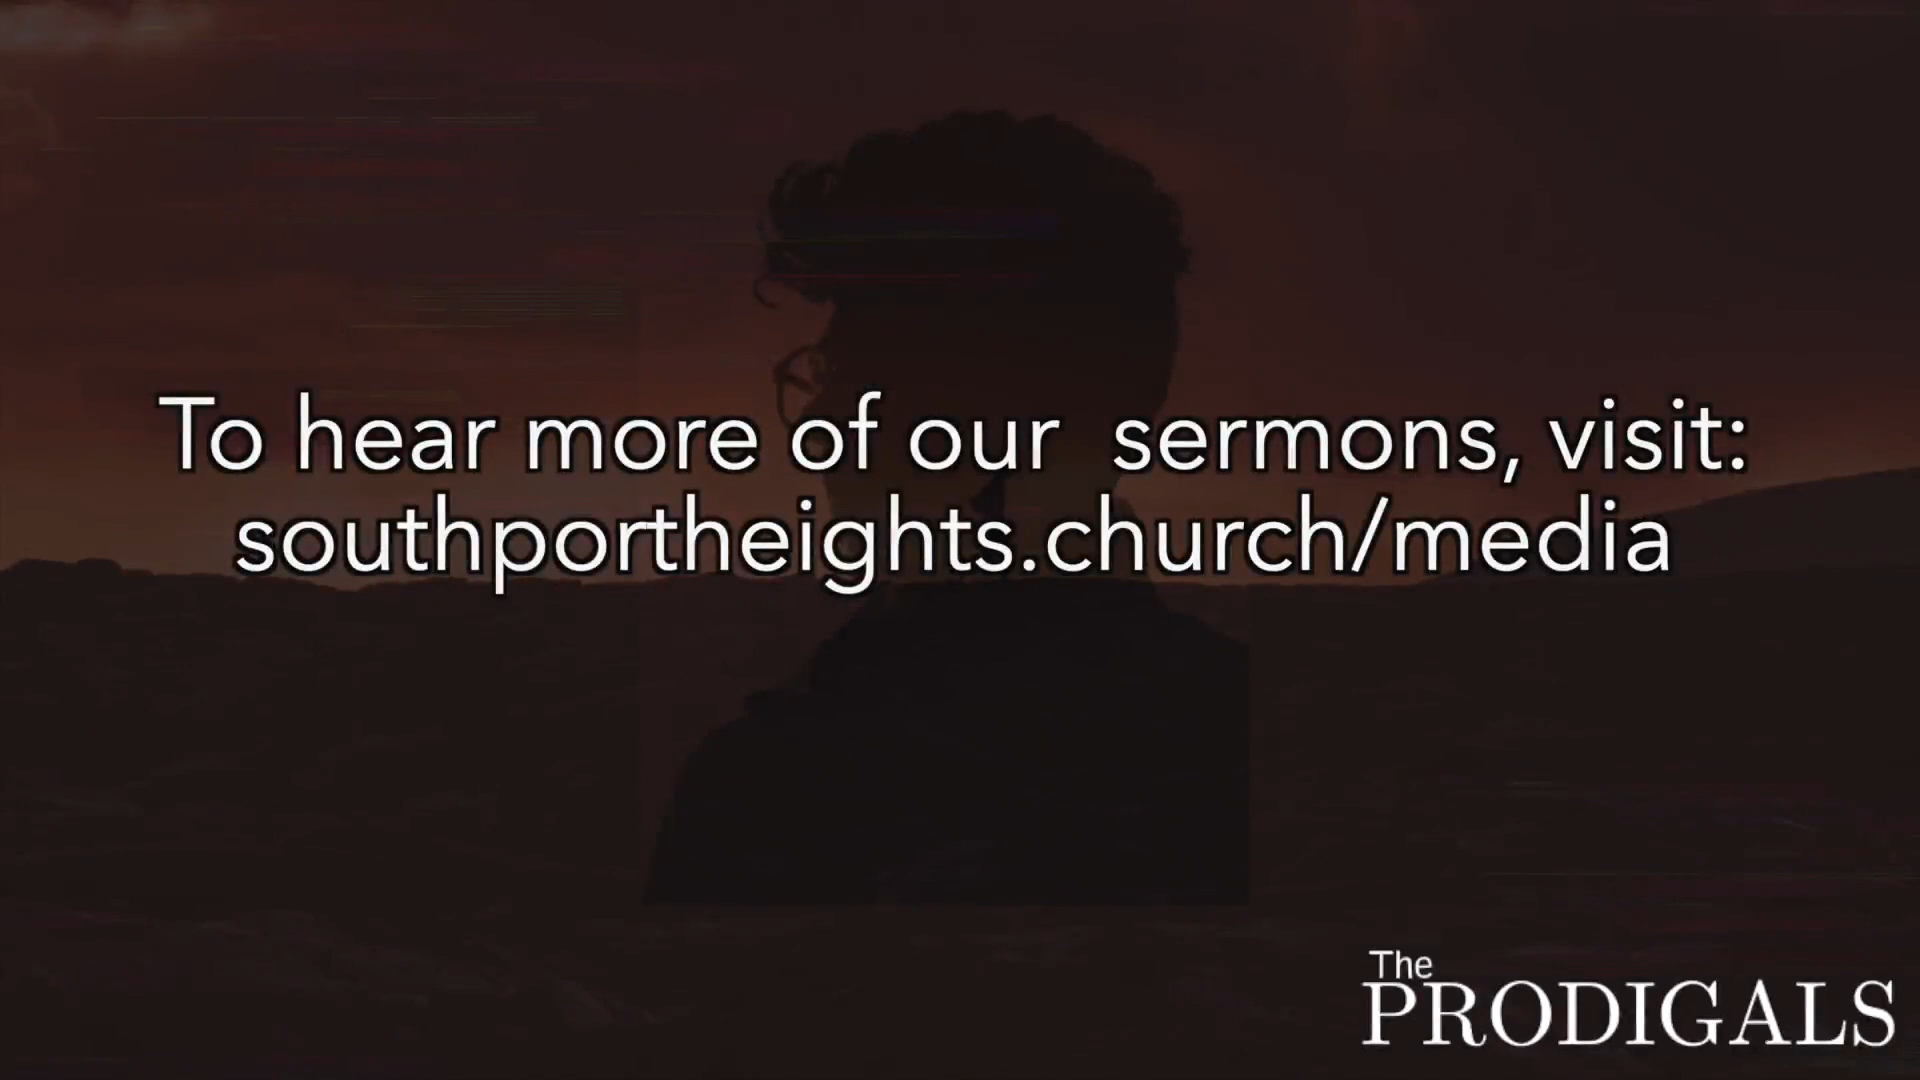 To hear more of our  sermons, visit:
southportheights.church/media
The
PRODIGALS